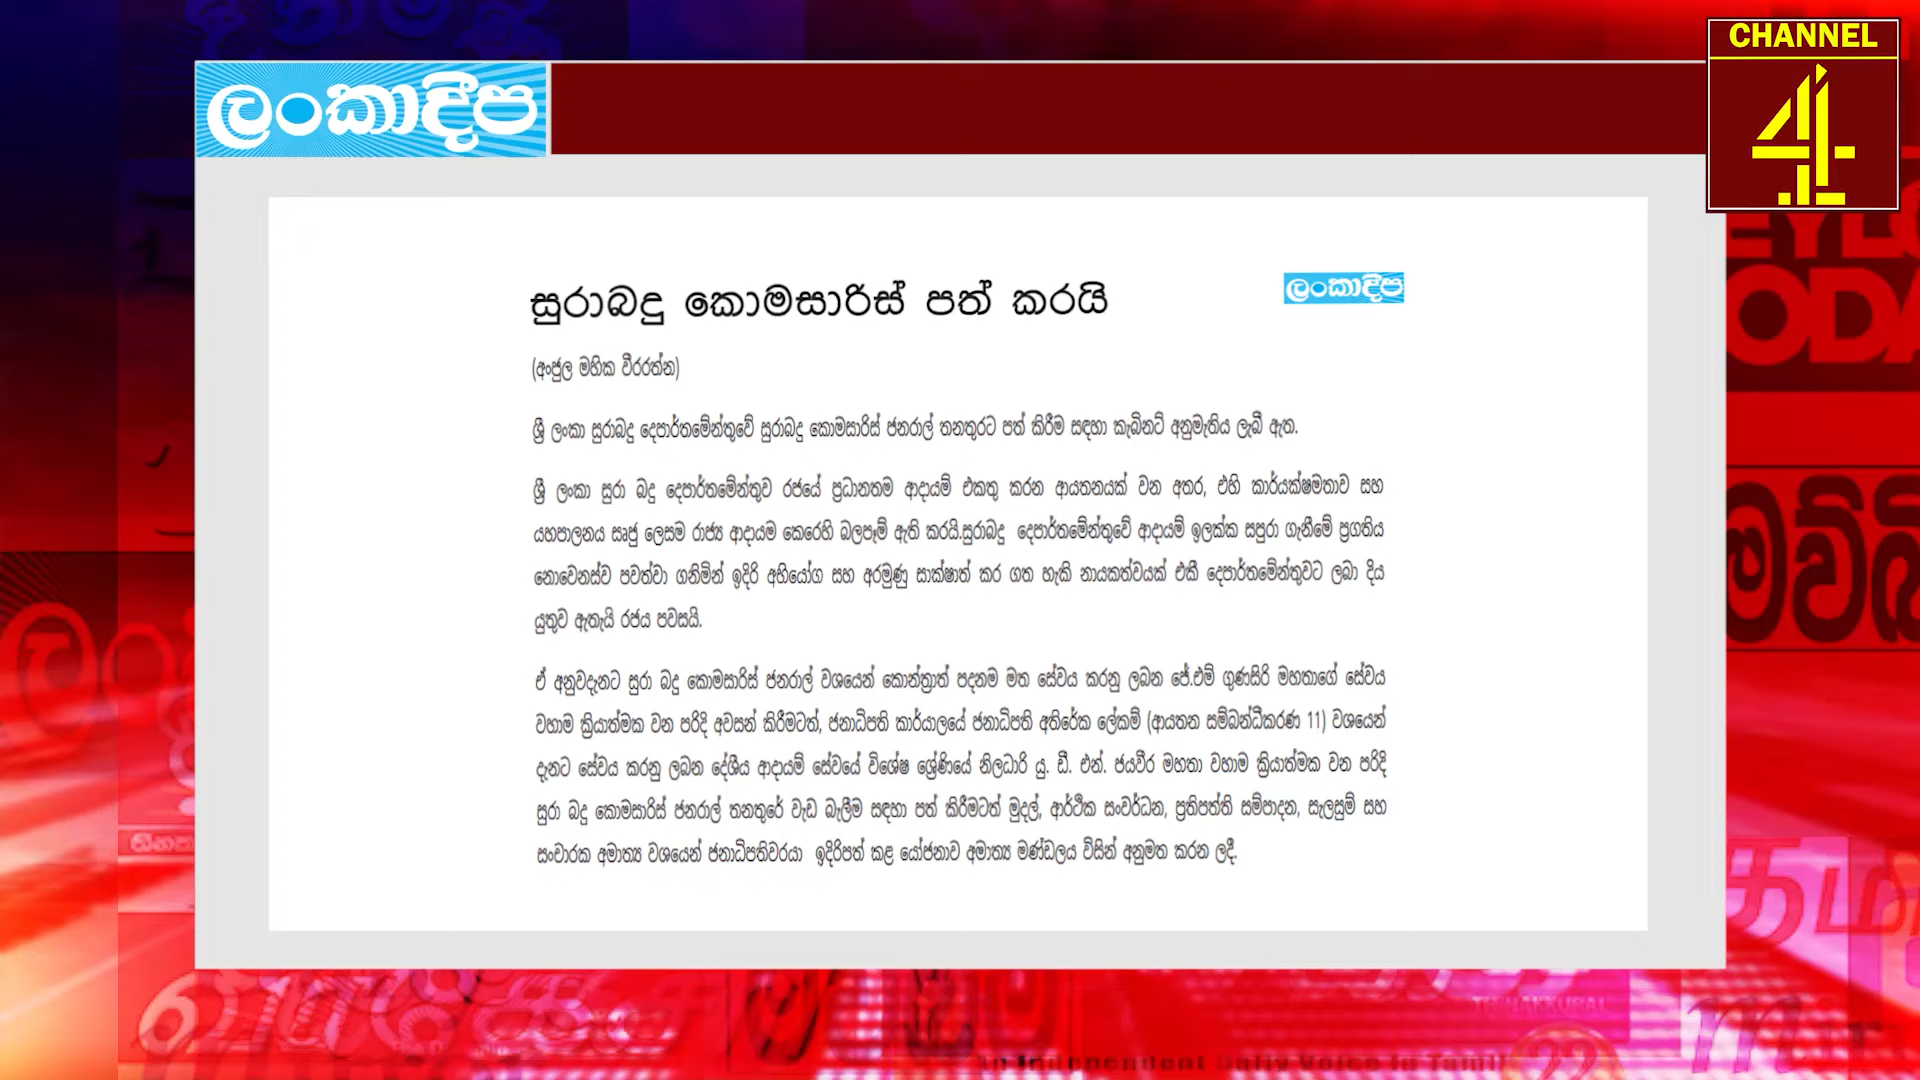 CHANNEL
4
ලංකාදීප
සුරාබදු කොමසාරිස් පත් කරයි
ලංකාදීප
(අංජුල මහික වීරරත්න)
ශ්‍රී ලංකා සුරාබදු දෙපාර්තමේන්තුවේ සුරාබදු කොමසාරිස් ජනරාල් තනතුරට පත් කිරීම සඳහා කැබිනට් අනුමැතිය ලැබී ඇත.
ශ්‍රී ලංකා සුරා බදු දෙපාර්තමේන්තුව රජයේ ප්‍රධානතම ආදායම් එකතු කරන ආයතනයක් වන අතර, එහි කාර්යක්ෂමතාව සහ
යහපාලනය සෘජු ලෙසම රාජ්‍ය ආදායම කෙරෙහි බලපෑම් ඇති කරයි.සුරාබදු දෙපාර්තමේන්තුවේ ආදායම් ඉලක්ක සපුරා ගැනීමේ ප්‍රගතිය
නොවෙනස්ව පවත්වා ගනිමින් ඉදිරි අභියෝග සහ අරමුණු සාක්ෂාත් කර ගත හැකි නායකත්වයක් එකී දෙපාර්තමේන්තුවට ලබා දිය
යුතුව ඇතැයි රජය පවසයි.
ඒ අනුවදැනට සුරා බදු කොමසාරිස් ජනරාල් වශයෙන් කොන්ත්‍රාත් පදනම මත සේවය කරනු ලබන ජේ.එම් ගුණසිරි මහතාගේ සේවය
වහාම ක්‍රියාත්මක වන පරිදි අවසන් කිරීමටත්, ජනාධිපති කාර්යාලයේ ජනාධිපති අතිරේක ලේකම් (ආයතන සම්බන්ධීකරණ 11) වශයෙන්
දැනට සේවය කරනු ලබන දේශීය ආදායම් සේවයේ විශේෂ ශ්‍රේණියේ නිලධාරි යු. ඩී. එන්. ජයවීර මහතා වහාම ක්‍රියාත්මක වන පරිදි
සුරා බදු කොමසාරිස් ජනරාල් තනතුරේ වැඩ බැලීම සඳහා පත් කිරීමටත් මුදල්, ආර්ථික සංවර්ධන, ප්‍රතිපත්ති සම්පාදන, සැලසුම් සහ
සංචාරක අමාත්‍ය වශයෙන් ජනාධිපතිවරයා ඉදිරිපත් කළ යෝජනාව අමාත්‍ය මණ්ඩලය විසින් අනුමත කරන ලදී.
An Independent Daily Voice in Tamil